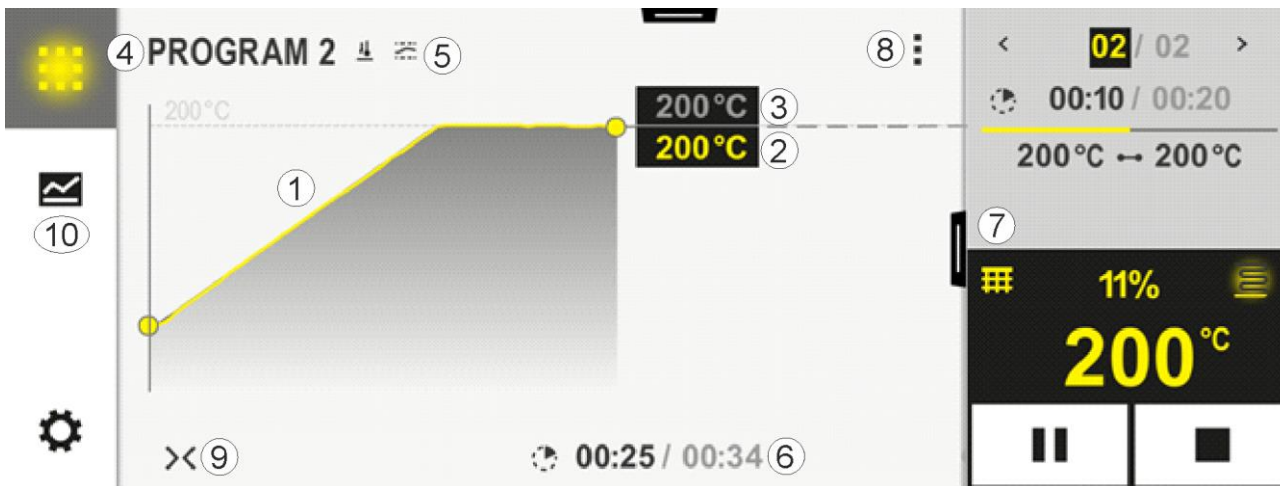 ④ PROGRAM 2 ⑤
⑧
200°C
200°C ③
200°C ②
①
⑩
⑨
00:25 / 00:34 ⑥
< 02 / 02 >
00:10 / 00:20
200°C 200°C
⑦
11%
200 °C